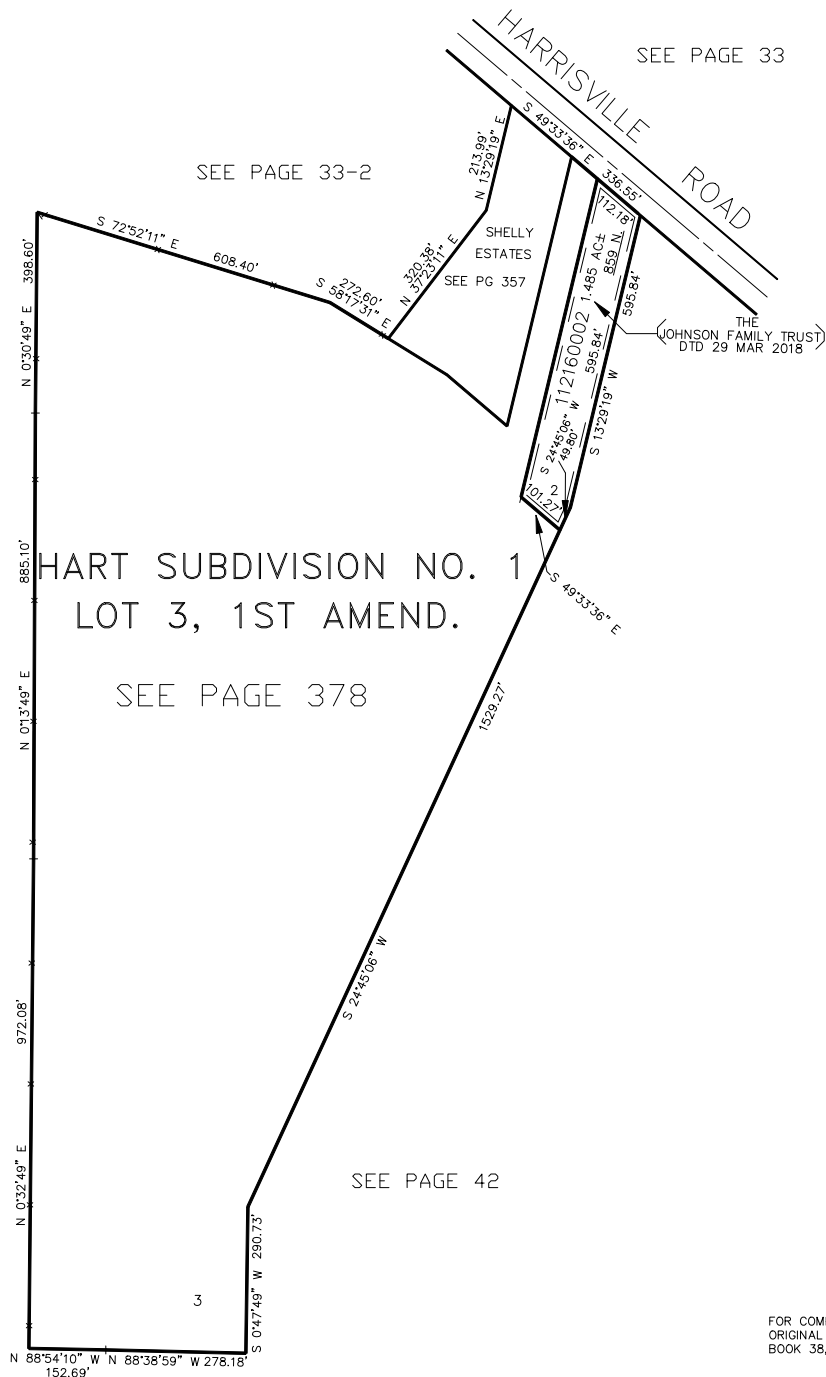 HARRISVILLE ROAD
SEE PAGE 33
SEE PAGE 33-2
S 49°33'36" E 336.55'
213.99'
N 13°29'19" E
112.18'
S 72°52'11" E
608.40'
SHELLY
ESTATES
SEE PG 357
320.38'
N 37°23'11" E
272.60'
S 58°17'31" E
398.60'
N 0°30'49" E
112160002 1.485 AC±
859 N.
595.84'
595.84'
S 13°29'19" W
THE
JOHNSON FAMILY TRUST
DTD 29 MAR 2018
S 24°45'06" W
49.80'
2
101.27'
S 49°33'36" E
885.10'
N 0°13'49" E
HART SUBDIVISION NO. 1
LOT 3, 1ST AMEND.
SEE PAGE 378
1529.27'
S 24°45'06" W
972.08'
N 0°32'49" E
SEE PAGE 42
S 0°47'49" W 290.73'
3
N 88°54'10" W N 88°38'59" W 278.18'
152.69'
FOR COM
ORIGINAL
BOOK 38,